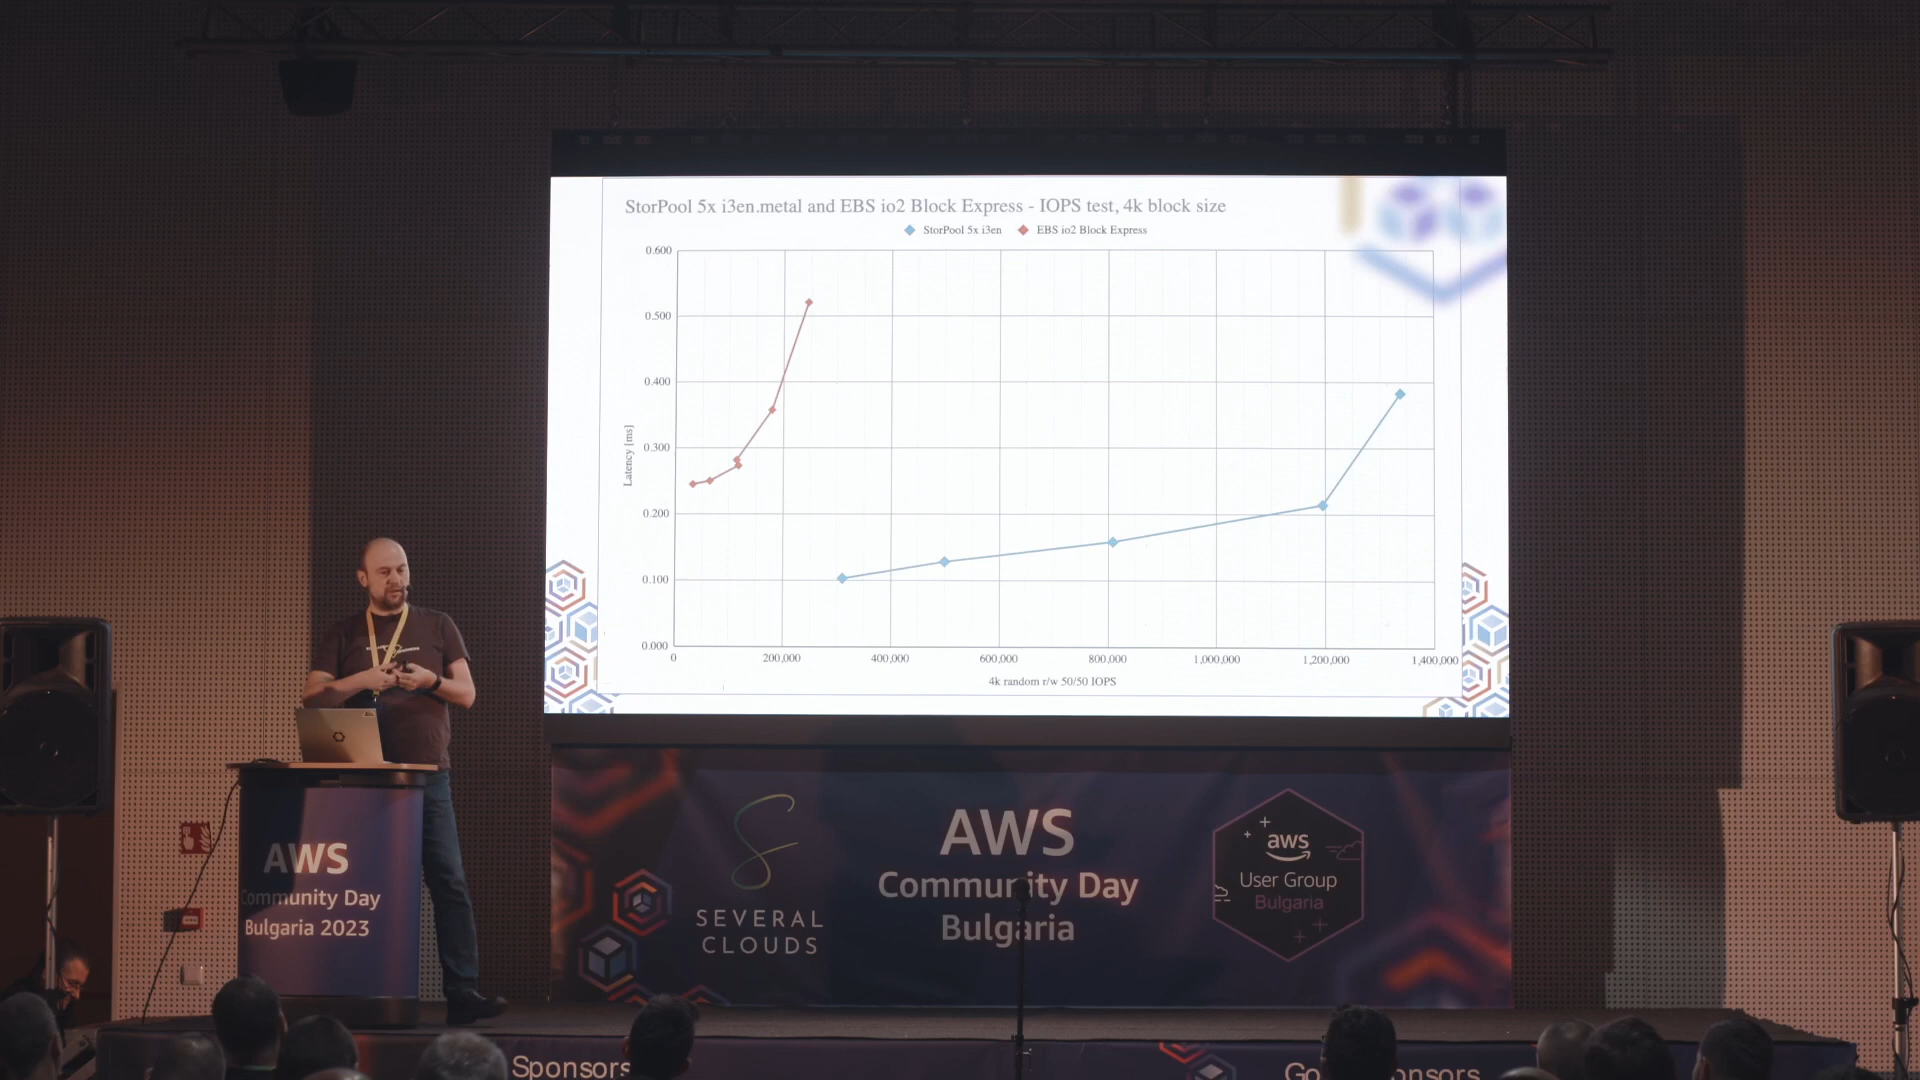 StorPool 5x i3en.metal and EBS io2 Block Express - IOPS test, 4k block size
StorPool 5x i3en
EBS io2 Block Express
0.600
0.500
0.400
0.300
0.200
0.100
0.000
Latency [ms]
0
200,000
400,000
600,000
800,000
1,000,000
1,200,000
1,400,000
4k random r/w 50/50 IOPS
AWS
Community Day
Bulgaria 2023
SEVERAL
CLOUDS
AWS
Community Day
Bulgaria
aws
User Group
Bulgaria
Sponsors